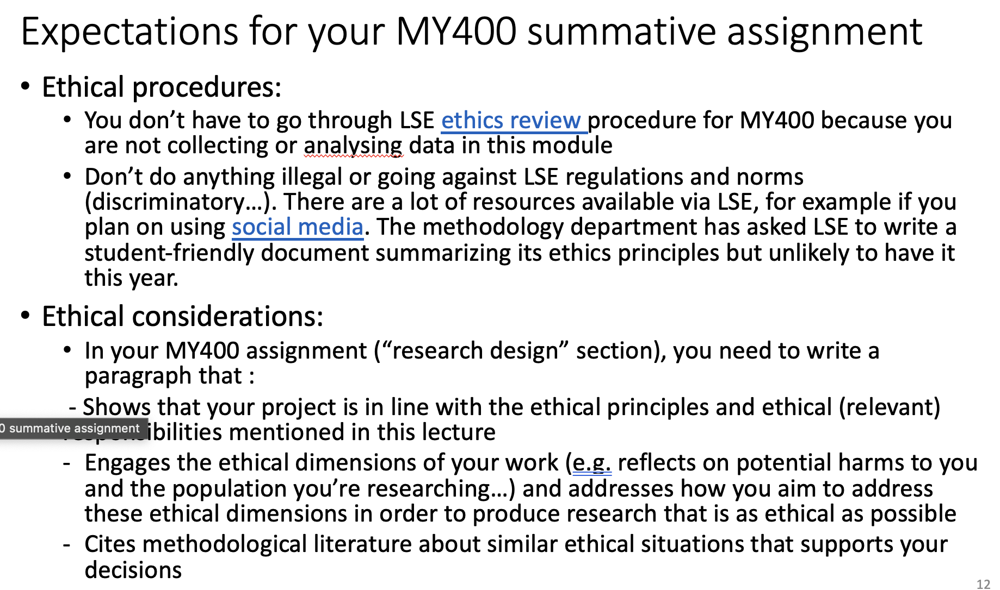 Expectations for your MY400 summative assignment
• Ethical procedures:
• You don’t have to go through LSE ethics review procedure for MY400 because you
are not collecting or analysing data in this module
• Don’t do anything illegal or going against LSE regulations and norms
(discriminatory…). There are a lot of resources available via LSE, for example if you
plan on using social media. The methodology department has asked LSE to write a
student-friendly document summarizing its ethics principles but unlikely to have it
this year.
• Ethical considerations:
• In your MY400 assignment (“research design” section), you need to write a
paragraph that :
- Shows that your project is in line with the ethical principles and ethical (relevant)
0 summative assignment
ibilities mentioned in this lecture
- Engages the ethical dimensions of your work (e.g. reflects on potential harms to you
and the population you’re researching…) and addresses how you aim to address
these ethical dimensions in order to produce research that is as ethical as possible
- Cites methodological literature about similar ethical situations that supports your
decisions
12